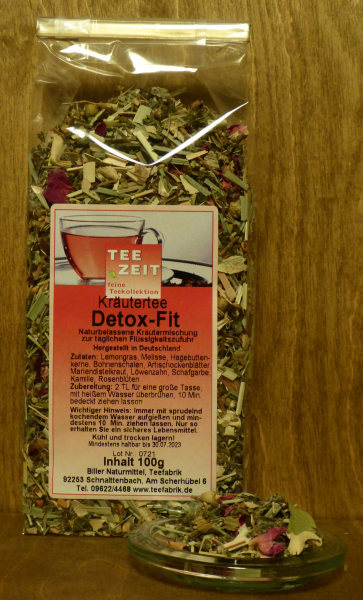 TEE
ZEIT
feine
Teekollektion
Kräutertee
Detox-Fit
Naturbelassene Kräutermischung
zur täglichen Flüssigkeitszufuhr
Hergestellt in Deutschland
Zutaten: Lemongras, Melisse, Hagebutten-
kerne, Bohnenschalen, Artischockenblätter
Mariendistelkraut, Löwenzahn, Schafgarbe
Kamille, Rosenblüten
Zubereitung: 2 TL für eine große Tasse,
mit heißem Wasser überbrühen, 10 Min.
bedeckt ziehen lassen
Wichtiger Hinweis: Immer mit sprudelnd
kochendem Wasser aufgießen und min-
destens 10 Min. ziehen lassen. Nur so
erhalten Sie ein sicheres Lebensmittel.
Kühl und trocken lagern!
Mindestens haltbar bis 30.07.2023
Lot Nr.: 0721
Inhalt 100g
Biller Naturmittel, Teefabrik
92253 Schnaittenbach, Am Scherhübel 6
Tel. 09622/4468 www.teefabrik.de